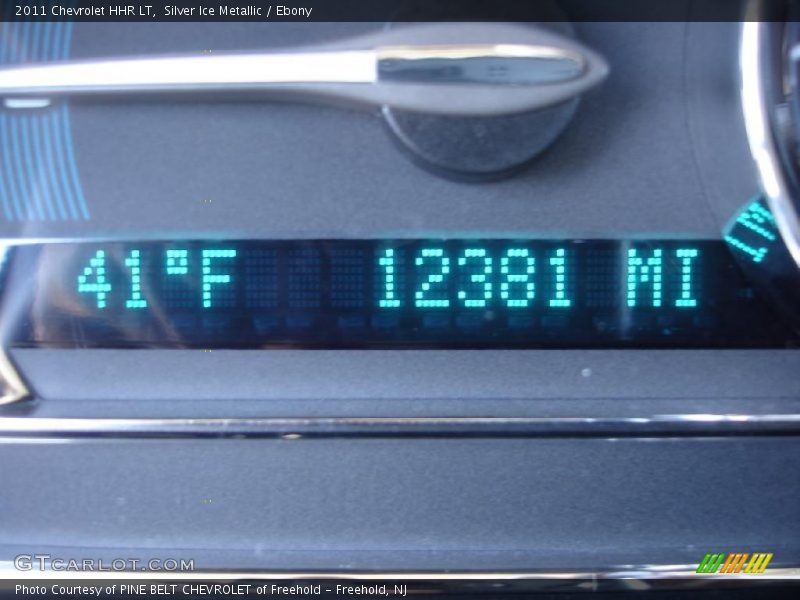 2011 Chevrolet HHR LT,  Silver Ice Metallic / Ebony
41°F 12381 MI
GTCARLOT.COM
Photo Courtesy of PINE BELT CHEVROLET of Freehold – Freehold, NJ